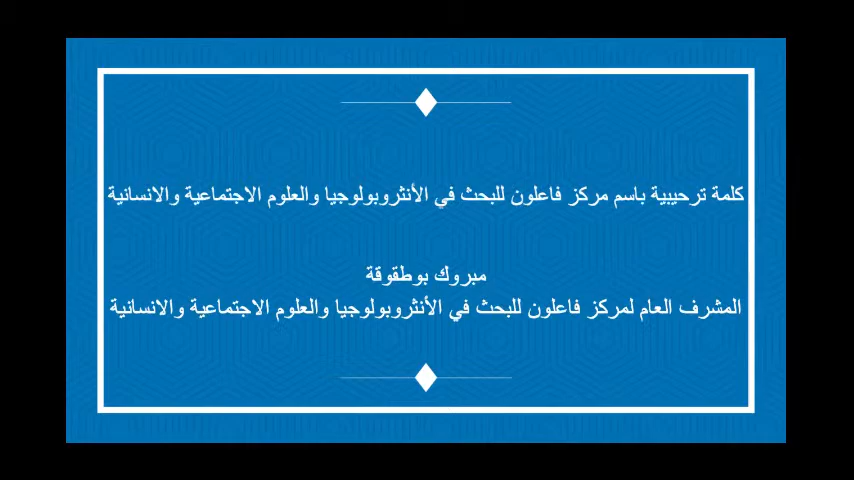 كلمة ترحيبية باسم مركز فاعلون للبحث في الأنثروبولوجيا والعلوم الاجتماعية والانسانية
مبروك بوطقوقة
المشرف العام لمركز فاعلون للبحث في الأنثروبولوجيا والعلوم الاجتماعية والانسانية